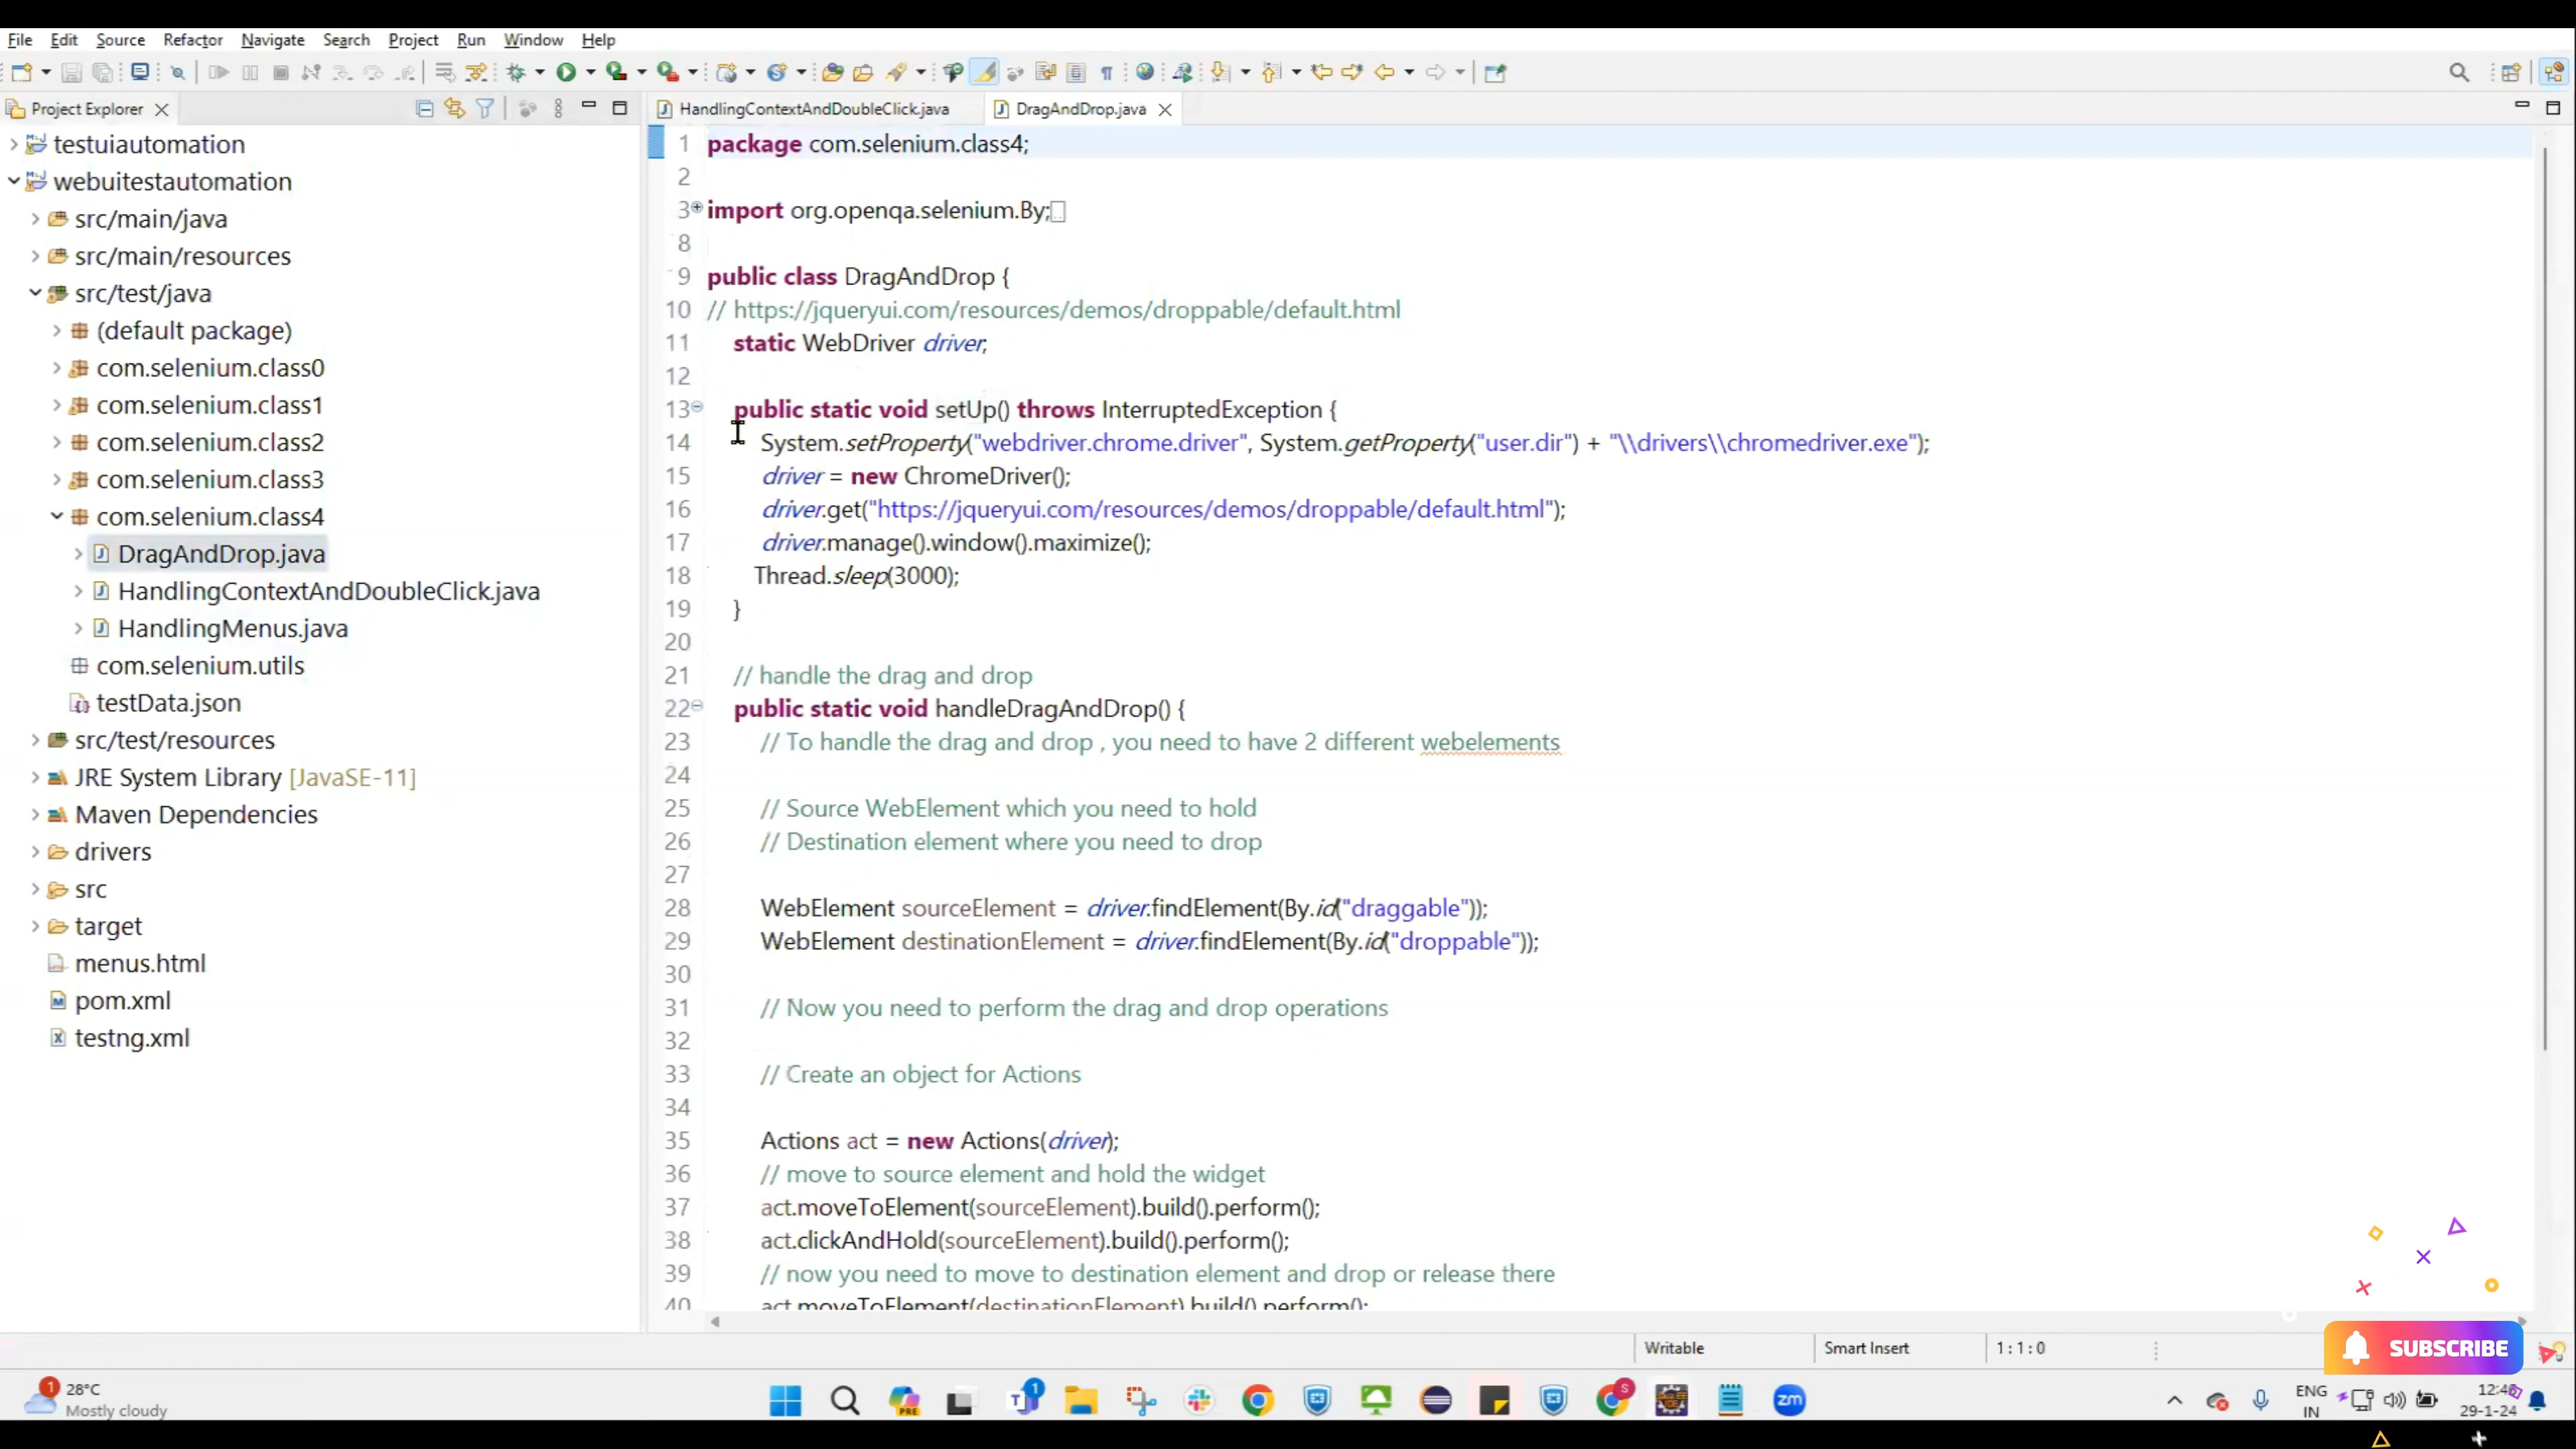 File Edit Source Refactor Navigate Search Project Run Window Help
Project Explorer
testuiautomation
webuitestautomation
src/main/java
src/main/resources
src/test/java
(default package)
com.selenium.class0
com.selenium.class1
com.selenium.class2
com.selenium.class3
com.selenium.class4
DragAndDrop.java
HandlingContextAndDoubleClick.java
HandlingMenus.java
com.selenium.utils
testData.json
src/test/resources
JRE System Library [JavaSE-11]
Maven Dependencies
drivers
src
target
menus.html
pom.xml
testng.xml
HandlingContextAndDoubleClick.java DragAndDrop.java
1 package com.selenium.class4;
2
3 import org.openqa.selenium.By;
8
9 public class DragAndDrop {
10 // https://jqueryui.com/resources/demos/droppable/default.html
11 static WebDriver driver;
12
13 public static void setUp() throws InterruptedException {
14 System.setProperty("webdriver.chrome.driver", System.getProperty("user.dir") + "\\drivers\\chromedriver.exe");
15 driver = new ChromeDriver();
16 driver.get("https://jqueryui.com/resources/demos/droppable/default.html");
17 driver.manage().window().maximize();
18 Thread.sleep(3000);
19 }
20
21 // handle the drag and drop
22 public static void handleDragAndDrop() {
23 // To handle the drag and drop , you need to have 2 different webelements
24
25 // Source WebElement which you need to hold
26 // Destination element where you need to drop
27
28 WebElement sourceElement = driver.findElement(By.id("draggable"));
29 WebElement destinationElement = driver.findElement(By.id("droppable"));
30
31 // Now you need to perform the drag and drop operations
32
33 // Create an object for Actions
34
35 Actions act = new Actions(driver);
36 // move to source element and hold the widget
37 act.moveToElement(sourceElement).build().perform();
38 act.clickAndHold(sourceElement).build().perform();
39 // now you need to move to destination element and drop or release there
40 act.moveToElement(destinationElement).build().perform();
Writable Smart Insert 1 : 1 : 0
SUBSCRIBE
1 28°C
Mostly cloudy
PRE
1
S
zm
ENG
IN
29-1-24